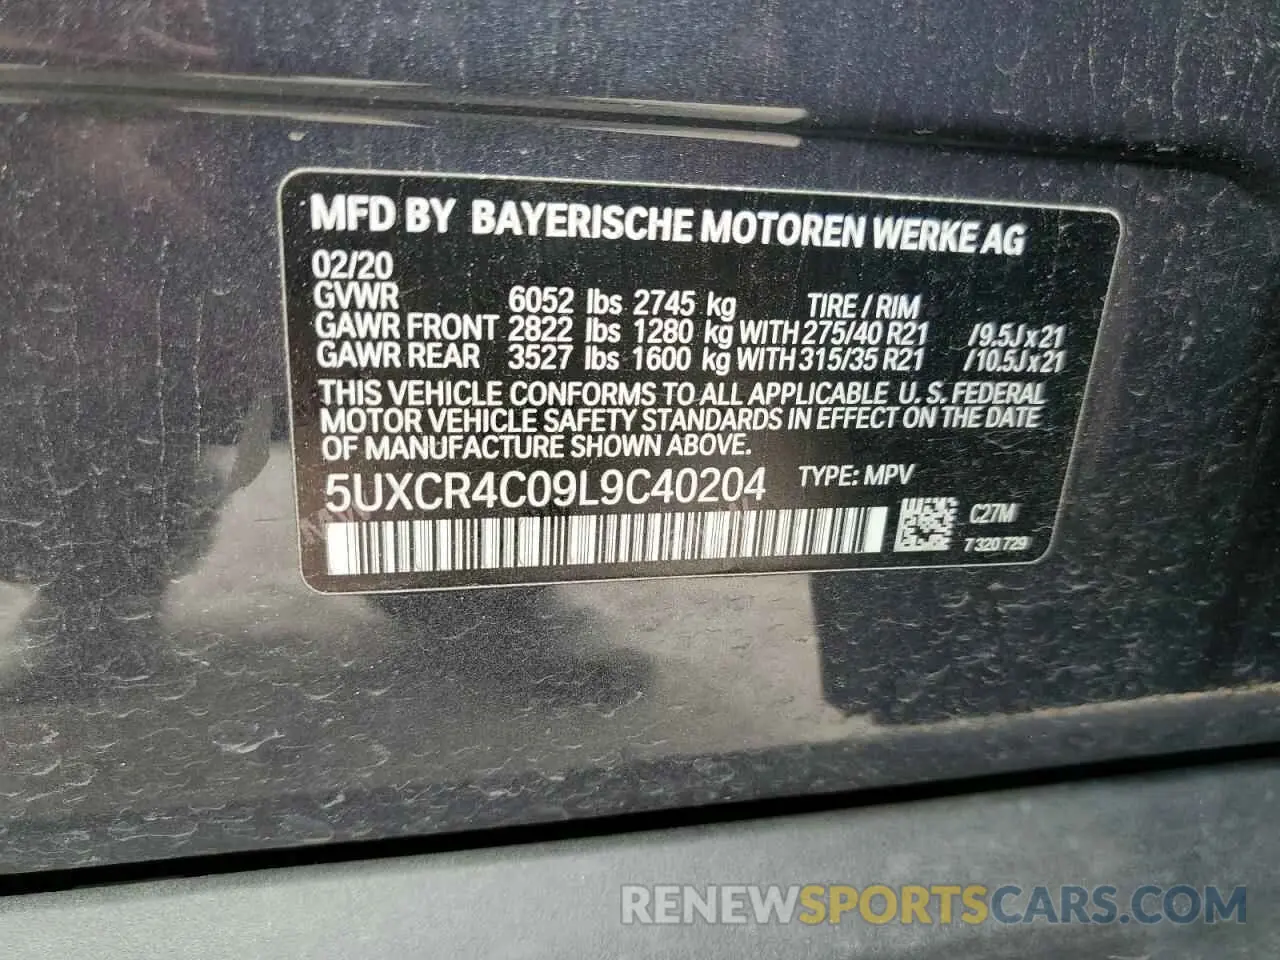 MFD BY BAYERISCHE MOTOREN WERKE AG
02/20
GVWR 6052 lbs 2745 kg TIRE / RIM
GAWR FRONT 2822 lbs 1280 kg WITH 275/40 R21 /9.5J x 21
GAWR REAR 3527 lbs 1600 kg WITH 315/35 R21 /10.5J x 21
THIS VEHICLE CONFORMS TO ALL APPLICABLE U.S. FEDERAL
MOTOR VEHICLE SAFETY STANDARDS IN EFFECT ON THE DATE
OF MANUFACTURE SHOWN ABOVE.
5UXCR4C09L9C40204 TYPE: MPV
C27M
7 320 729
RENEWSPORTSCARS.COM